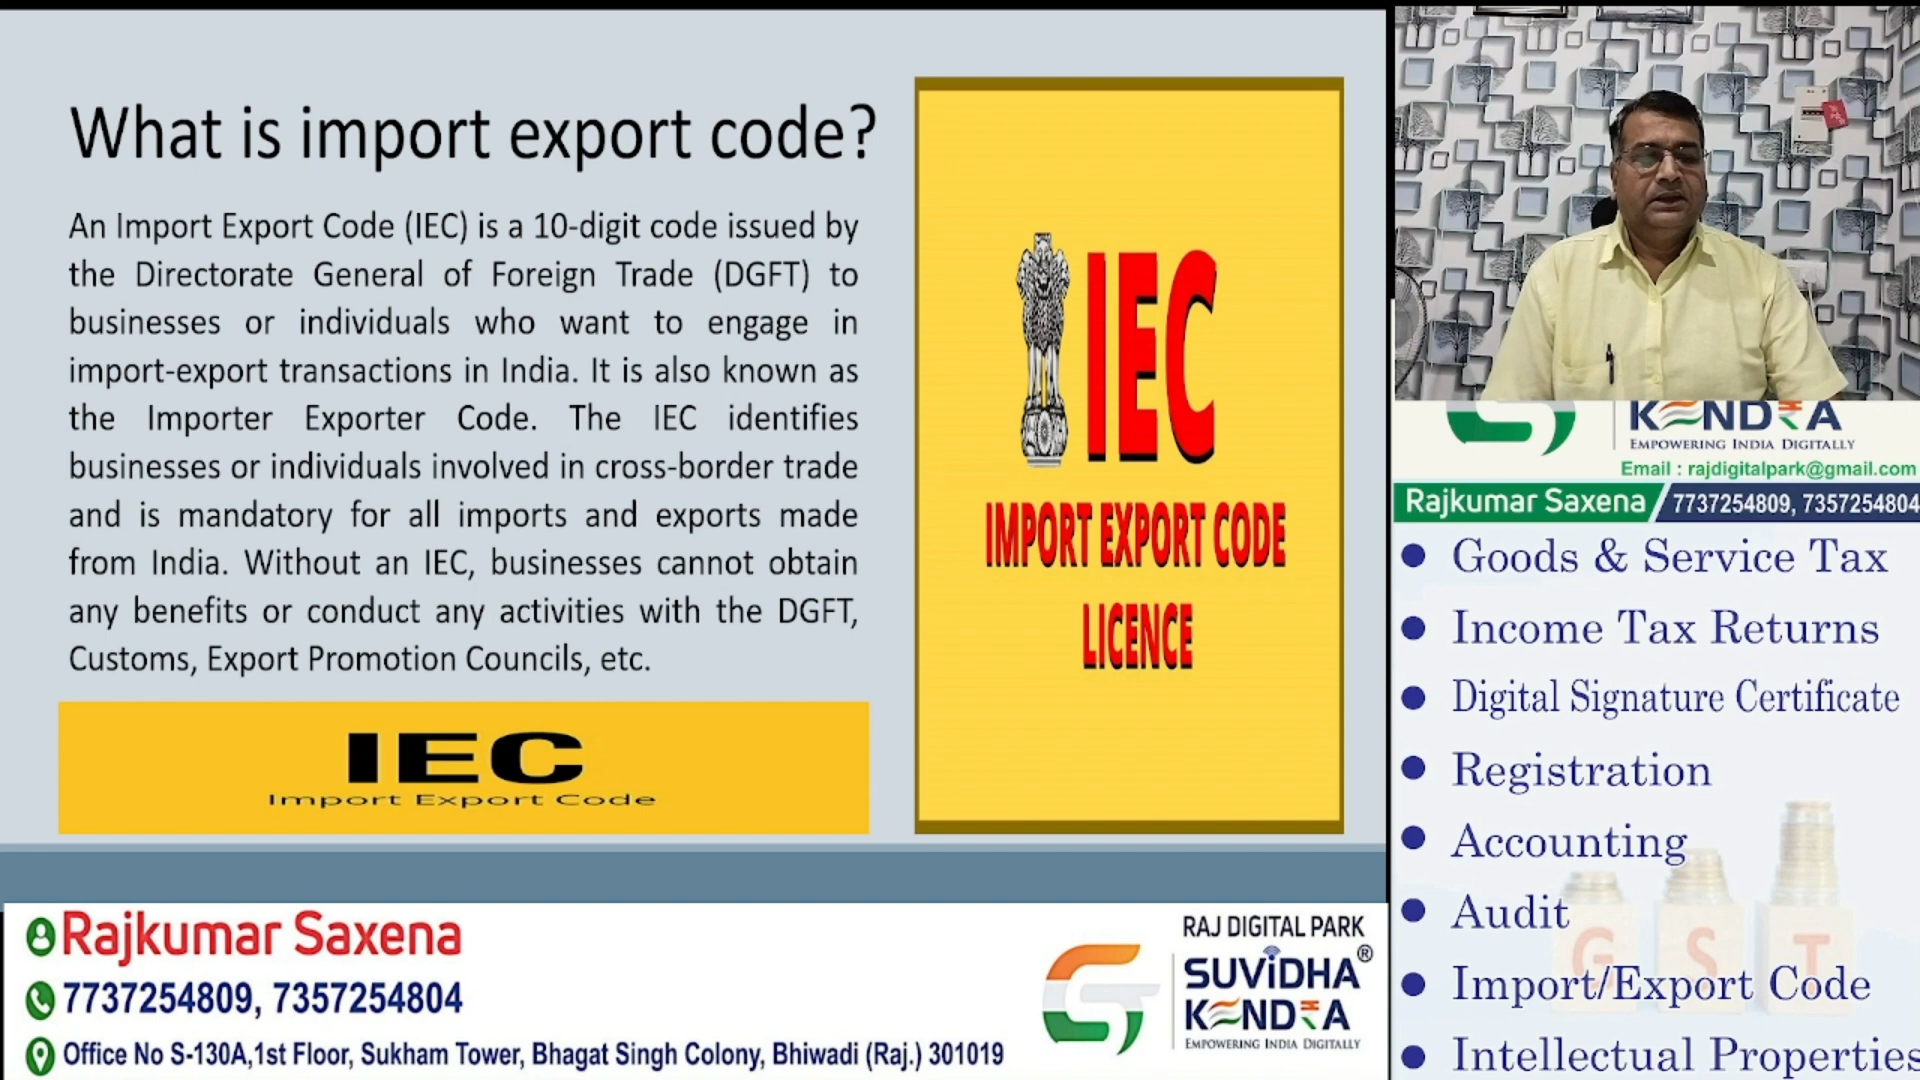 What is import export code?
An Import Export Code (IEC) is a 10-digit code issued by
the Directorate General of Foreign Trade (DGFT) to
businesses or individuals who want to engage in
import-export transactions in India. It is also known as
the Importer Exporter Code. The IEC identifies
businesses or individuals involved in cross-border trade
and is mandatory for all imports and exports made
from India. Without an IEC, businesses cannot obtain
any benefits or conduct any activities with the DGFT,
Customs, Export Promotion Councils, etc.
IEC
Import Export Code
IEC
IMPORT EXPORT CODE
LICENCE
Rajkumar Saxena
7737254809, 7357254804
Office No S-130A,1st Floor, Sukham Tower, Bhagat Singh Colony, Bhiwadi (Raj.) 301019
RAJ DIGITAL PARK
SUVIDHA®
KENDRA
EMPOWERING INDIA DIGITALLY
KENDRA
EMPOWERING INDIA DIGITALLY
Email : rajdigitalpark@gmail.com
Rajkumar Saxena 7737254809, 7357254804
• Goods & Service Tax
• Income Tax Returns
• Digital Signature Certificate
• Registration
• Accounting
• Audit
• Import/Export Code
• Intellectual Properties
G S T